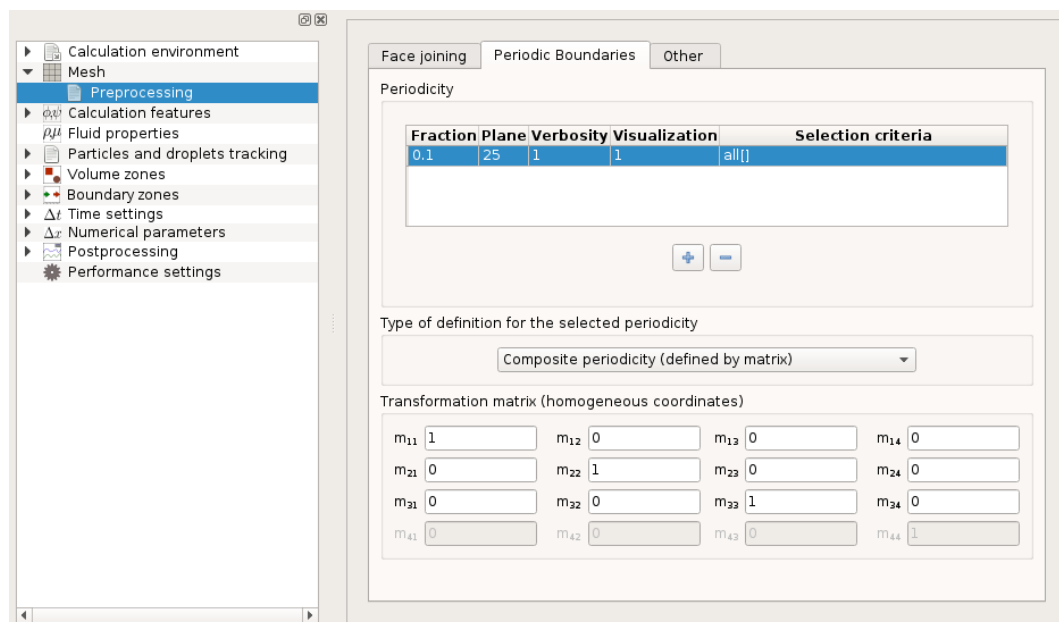 Calculation environment
Mesh
Preprocessing
Calculation features
Fluid properties
Particles and droplets tracking
Volume zones
Boundary zones
Δt Time settings
Δx Numerical parameters
Postprocessing
Performance settings
Face joining Periodic Boundaries Other
Periodicity
Fraction Plane Verbosity Visualization Selection criteria
0.1 25 1 1 all[]
Type of definition for the selected periodicity
Composite periodicity (defined by matrix)
Transformation matrix (homogeneous coordinates)
m₁₁ 1 m₁₂ 0 m₁₃ 0 m₁₄ 0
m₂₁ 0 m₂₂ 1 m₂₃ 0 m₂₄ 0
m₃₁ 0 m₃₂ 0 m₃₃ 1 m₃₄ 0
m₄₁ 0 m₄₂ 0 m₄₃ 0 m₄₄ 1